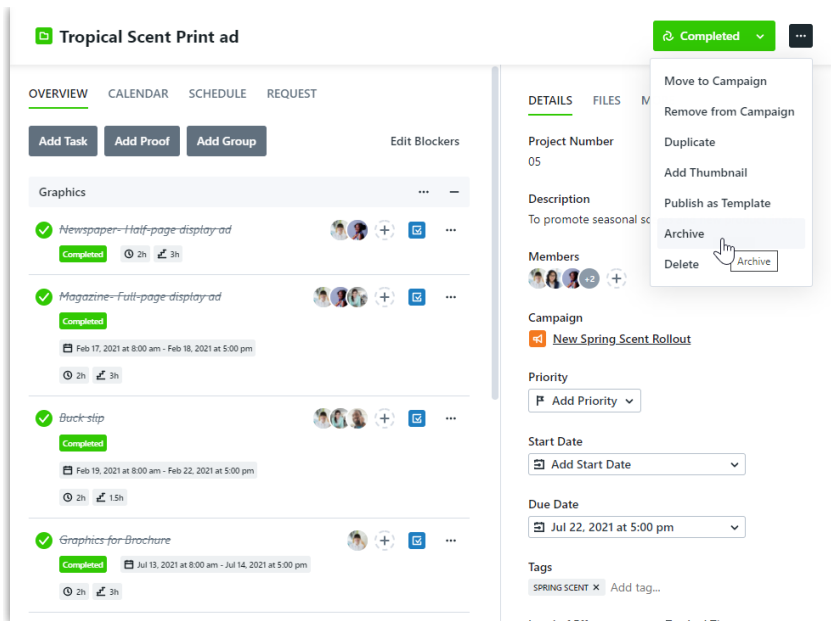 Tropical Scent Print ad
Completed
...
OVERVIEW CALENDAR SCHEDULE REQUEST
Add Task Add Proof Add Group Edit Blockers
Graphics
Newspaper- Half-page display ad
Completed 2h 3h
Magazine- Full-page display ad
Completed
Feb 17, 2021 at 8:00 am - Feb 18, 2021 at 5:00 pm
2h 3h
Buck slip
Completed
Feb 19, 2021 at 8:00 am - Feb 22, 2021 at 5:00 pm
2h 1.5h
Graphics for Brochure
Completed Jul 13, 2021 at 8:00 am - Jul 14, 2021 at 5:00 pm
2h 3h
DETAILS FILES M
Project Number
05
Description
To promote seasonal sc
Members
+2
Campaign
New Spring Scent Rollout
Priority
Add Priority
Start Date
Add Start Date
Due Date
Jul 22, 2021 at 5:00 pm
Tags
SPRING SCENT × Add tag...
Move to Campaign
Remove from Campaign
Duplicate
Add Thumbnail
Publish as Template
Archive
Archive
Delete